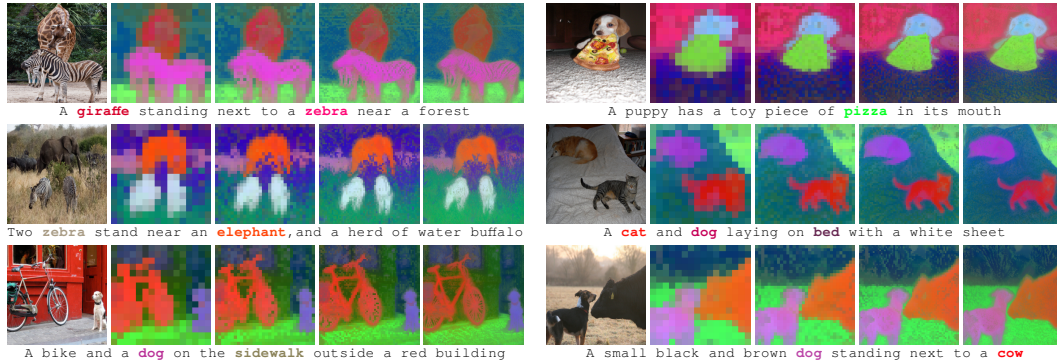 A giraffe standing next to a zebra near a forest
A puppy has a toy piece of pizza in its mouth
Two zebra stand near an elephant,and a herd of water buffalo
A cat and dog laying on bed with a white sheet
A bike and a dog on the sidewalk outside a red building
A small black and brown dog standing next to a cow